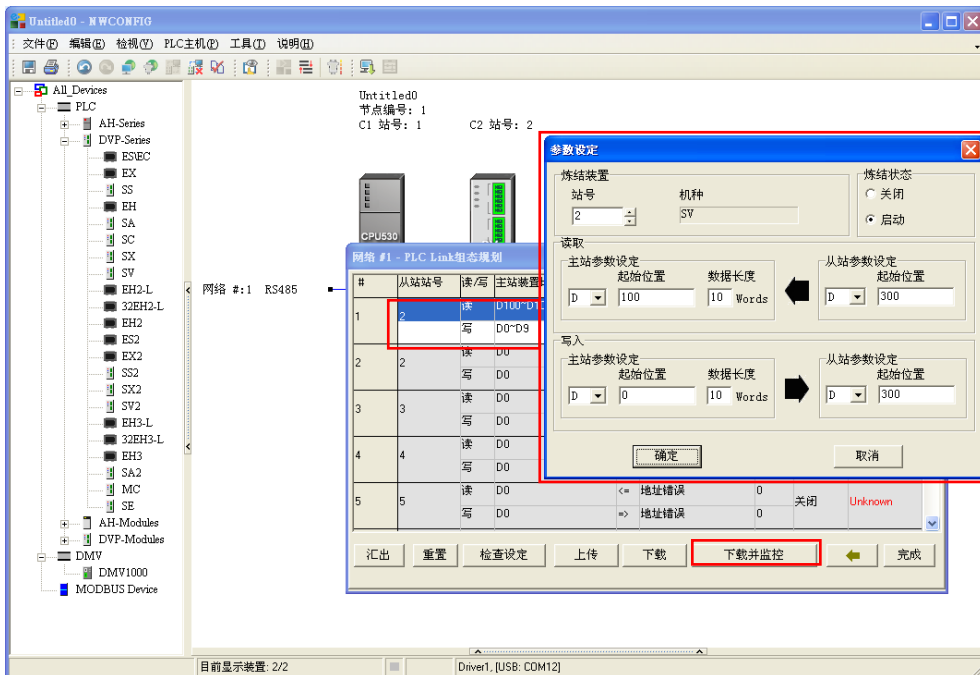 Untitled0 - NWCONFIG
文件(F) 编辑(E) 检视(V) PLC主机(P) 工具(T) 说明(H)
All_Devices
PLC
AH-Series
DVP-Series
ES\EC
EX
SS
EH
SA
SC
SX
SV
EH2-L
32EH2-L
EH2
ES2
EX2
SS2
SX2
SV2
EH3-L
32EH3-L
EH3
SA2
MC
SE
AH-Modules
DVP-Modules
DMV
DMV1000
MODBUS Device
Untitled0
节点编号: 1
C1 站号: 1 C2 站号: 2
CPU530
网络 #:1 RS485
网络 #1 - PLC Link组态规划
# 从站站号 读/写 主站装置
1 2 读 D100~D1
写 D0~D9
2 2 读 D0
写 D0
3 3 读 D0
写 D0
4 4 读 D0
写 D0
5 5 读 D0 <= 地址错误 0 关闭 Unknown
写 D0 => 地址错误 0
汇出 重置 检查设定 上传 下载 下载并监控 完成
参数设定
炼结装置
站号 机种
2 SV
炼结状态
关闭
启动
读取
主站参数设定
起始位置 数据长度
D 100 10 Words
从站参数设定
起始位置
D 300
写入
主站参数设定
起始位置 数据长度
D 0 10 Words
从站参数设定
起始位置
D 300
确定 取消
目前显示装置: 2/2 Driver1, [USB: COM12]